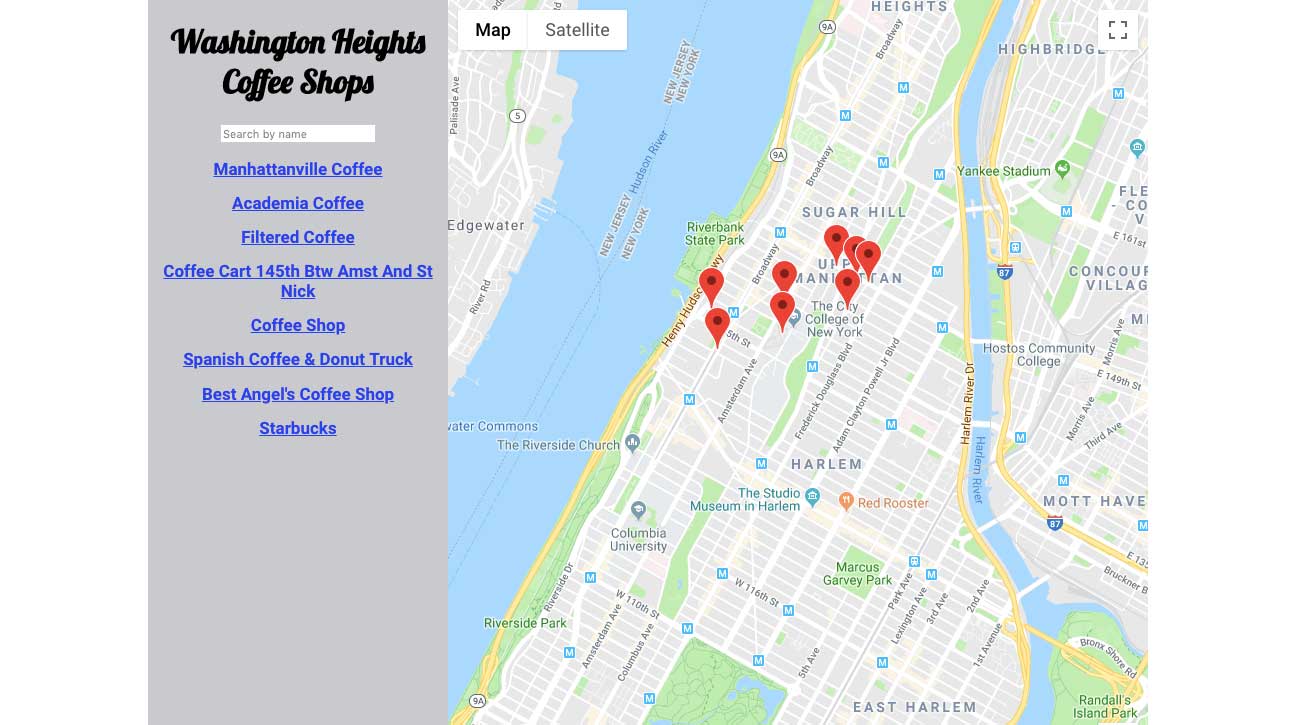 Washington Heights
Coffee Shops
Search by name
Manhattanville Coffee
Academia Coffee
Filtered Coffee
Coffee Cart 145th Btw Amst And St
Nick
Coffee Shop
Spanish Coffee & Donut Truck
Best Angel's Coffee Shop
Starbucks
Map
Satellite
HEIGHTS
9A
Broadway
HIGHBRIDGE
NEW JERSEY
NEW YORK
Palisade Ave
5
M
M
M
Hudson River
9A
Broadway
M
M
Yankee Stadium
SUGAR HILL
M
FLE
- CO
V
Edgewater
NEW JERSEY
NEW YORK
Riverbank
State Park
M
E 161st
Broadway
UPP
MANHATTAN
M
87
CONCOUR
VILLAG
River Rd
Henry Huds
wy
M
The City
College of
New York
5th St
M
M
Hostos Community
College
Morris Ave
E 149th St
M
Amsterdam Ave
Frederick Douglass Blvd
Adam Clayton Powell Jr Blvd
Harlem River Dr
Harlem River
M
water Commons
The Riverside Church
M
M
Morris Ave
Third Ave
M
HARLEM
M
The Studio
Museum in Harlem
Red Rooster
MOTT HAVE
87
M
Columbia
University
Marcus
Garvey Park
E 135
Riverside Dr
M
M
M
Bruckner B
W 116th St
M
Park Ave
Lexington Ave
3rd Ave
2nd Ave
1st Avenue
W 110th St
Riverside Park
M
M
Amsterdam Ave
Columbus Ave
M
5th Ave
M
Bronx Shore Rd
9A
M
EAST HARLEM
Randall's
Island Park